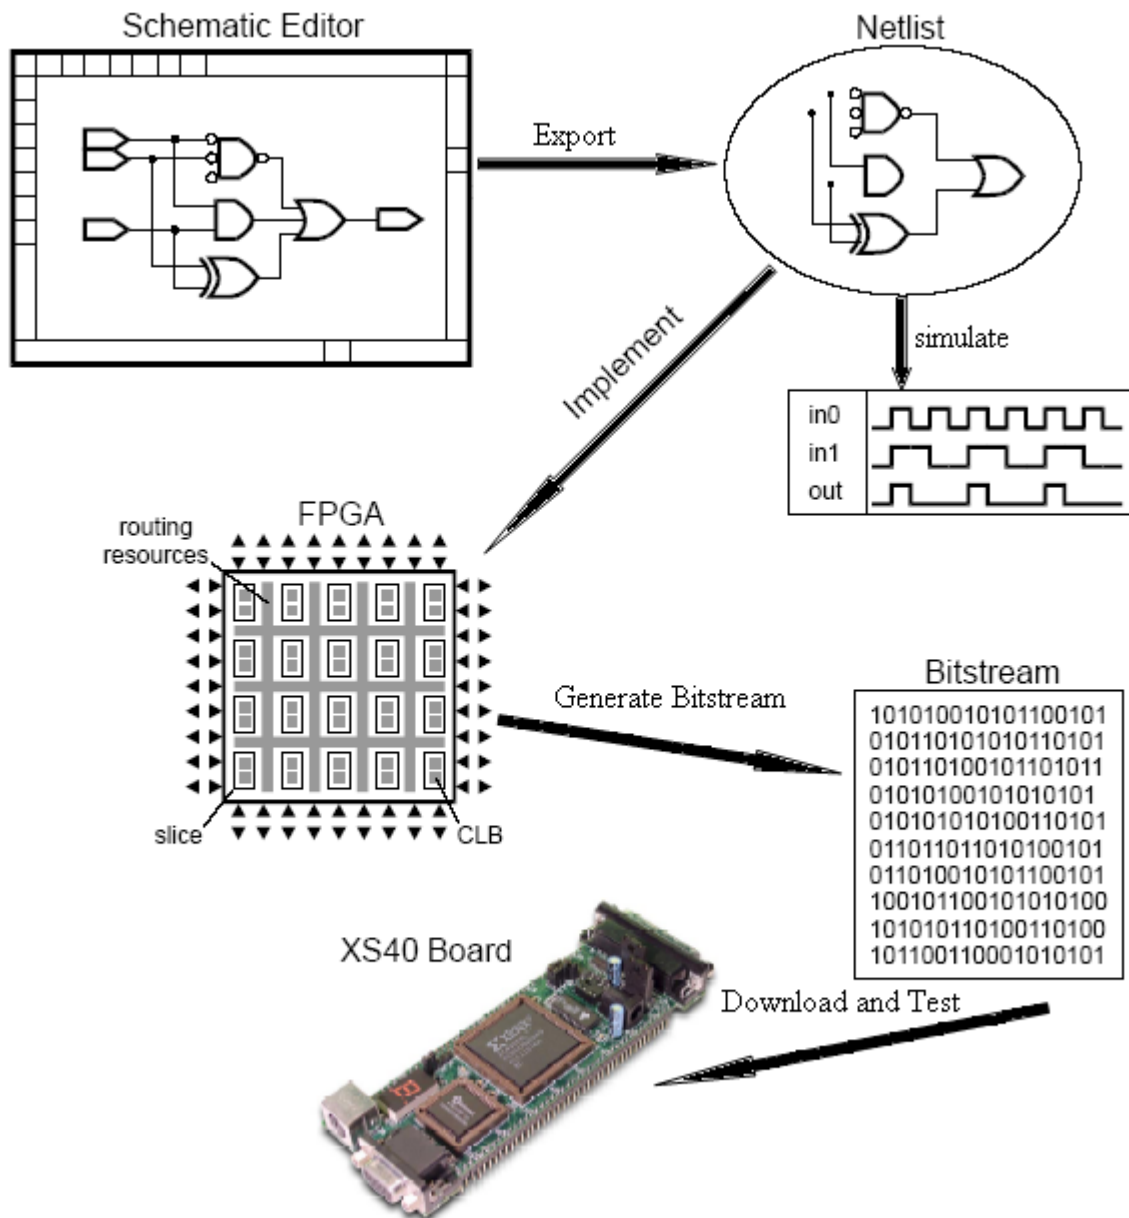 Schematic Editor
Netlist
Export
Implement
simulate
in0
in1
out
FPGA
routing
resources
slice
CLB
Generate Bitstream
Bitstream
101010010101100101
010110101010110101
010110100101101011
01010100101010101
010101010100110101
011011011010100101
011010010101100101
100101100101010100
101010110100110100
101100110001010101
Download and Test
XS40 Board